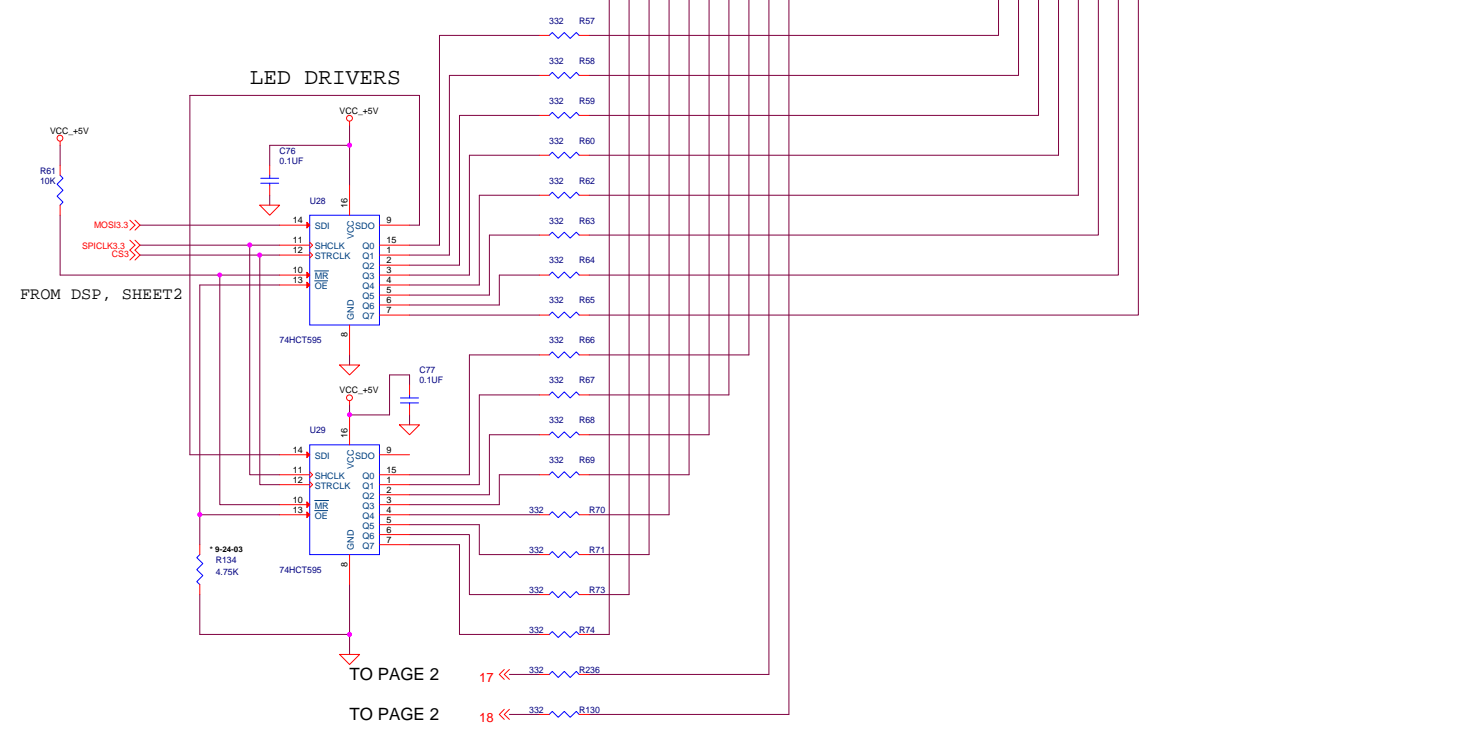 332 R57
LED DRIVERS
332 R58
VCC_+5V
332 R59
VCC_+5V
C76
0.1UF
332 R60
R61
10K
332 R62
U28
16
MOSI3.3
14 SDI VCC SDO 9
332 R63
SPICLK3.3
11 SHCLK Q0 15
CS3
12 STRCLK Q1 1
Q2 2
332 R64
10 MR Q3 3
13 OE Q4 4
Q5 5
FROM DSP, SHEET2
332 R65
GND Q6 6
Q7 7
8
74HCT595
332 R66
C77
0.1UF
VCC_+5V
332 R67
332 R68
U29
16
14 SDI VCC SDO 9
332 R69
11 SHCLK Q0 15
12 STRCLK Q1 1
Q2 2
10 MR Q3 3
13 OE Q4 4
332 R70
Q5 5
GND Q6 6
Q7 7
* 9-24-03
R134
4.75K
8
74HCT595
332 R71
332 R73
332 R74
TO PAGE 2 17 332 R236
TO PAGE 2 18 332 R130